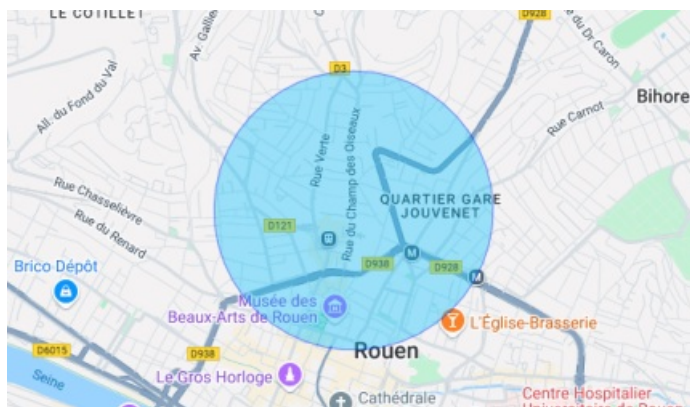 LE COTILLET
D928
Av. Gallieni
D3
All. du Fond du Val
Rue du Dr Caron
Bihore
Rue Carnot
Rue Verte
Rue du Champ des Oiseaux
Rue Chasselièvre
QUARTIER GARE
JOUVENET
Rue du Renard
D121
M
D938
D928
M
Brico Dépôt
Musée des
Beaux-Arts de Rouen
L'Église-Brasserie
D6015
D938
Rouen
Seine
Le Gros Horloge
Cathédrale
Centre Hospitalier